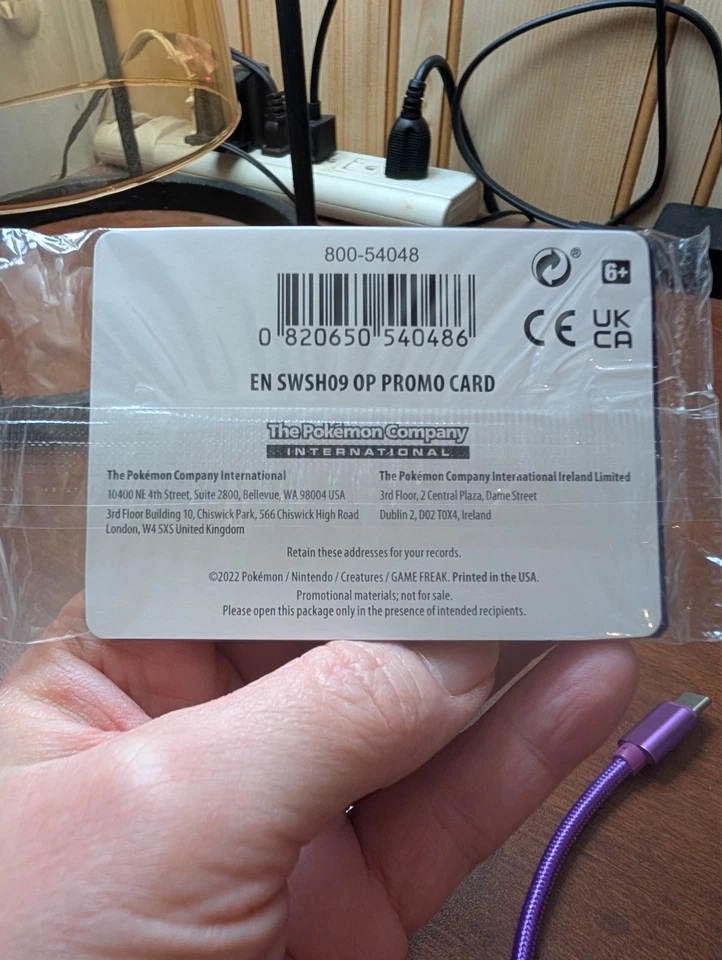 800-54048
6+
0 820650 540486
CE UK
CA
EN SWSH09 OP PROMO CARD
The Pokémon Company
INTERNATIONAL
The Pokémon Company International
10400 NE 4th Street, Suite 2800, Bellevue, WA 98004 USA
3rd Floor Building 10, Chiswick Park, 566 Chiswick High Road
London, W4 5XS United Kingdom
The Pokémon Company International Ireland Limited
3rd Floor, 2 Central Plaza, Dame Street
Dublin 2, D02 T0X4, Ireland
Retain these addresses for your records.
©2022 Pokémon / Nintendo / Creatures / GAME FREAK. Printed in the USA.
Promotional materials; not for sale.
Please open this package only in the presence of intended recipients.